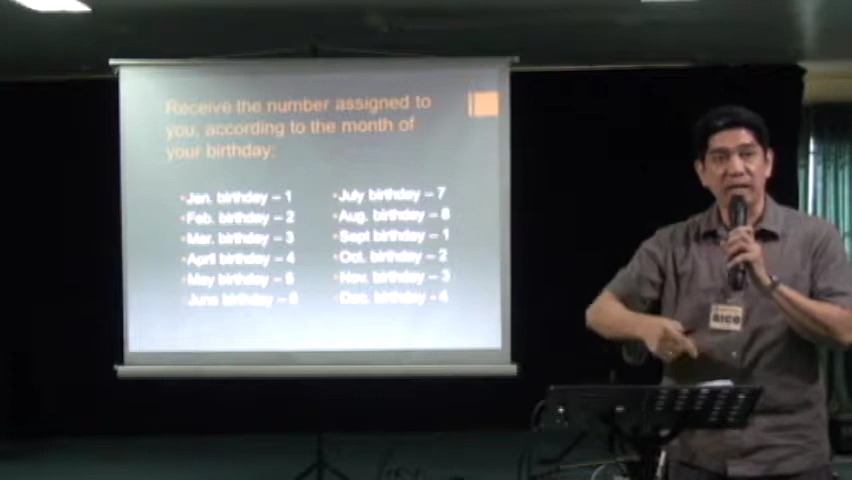 Receive the number assigned to
you, according to the month of
your birthday:
Jan. birthday – 1
Feb. birthday – 2
Mar. birthday – 3
April birthday – 4
May birthday – 5
June birthday – 6
July birthday – 7
Aug. birthday – 8
Sept birthday – 1
Oct. birthday – 2
Nov. birthday – 3
Dec. birthday - 4
RICO